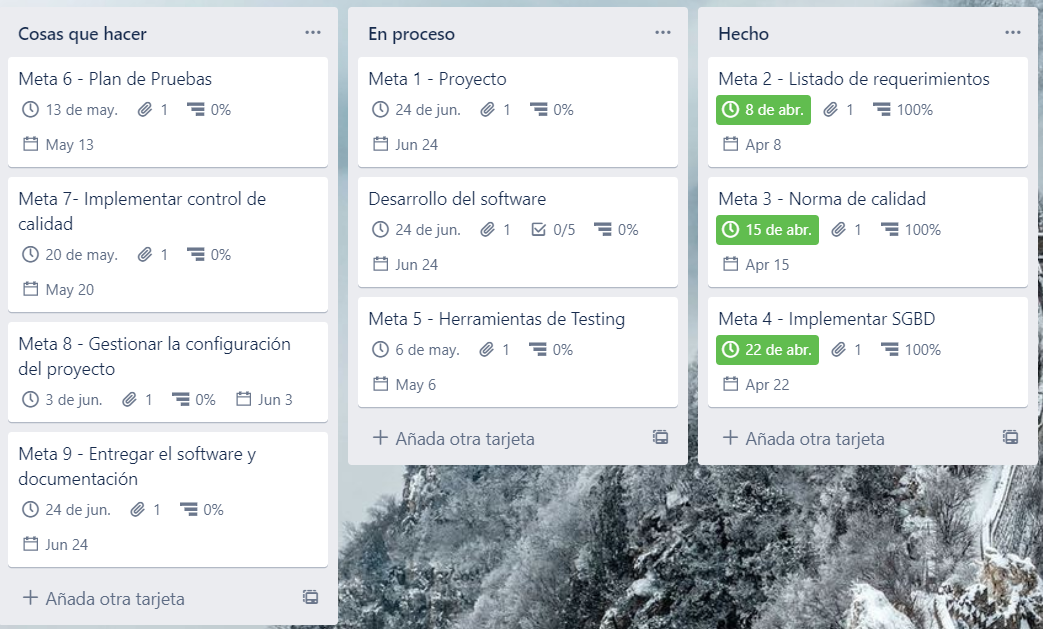 Cosas que hacer
Meta 6 - Plan de Pruebas
13 de may. 1 0%
May 13
Meta 7- Implementar control de
calidad
20 de may. 1 0%
May 20
Meta 8 - Gestionar la configuración
del proyecto
3 de jun. 1 0% Jun 3
Meta 9 - Entregar el software y
documentación
24 de jun. 1 0%
Jun 24
+ Añada otra tarjeta
En proceso
Meta 1 - Proyecto
24 de jun. 1 0%
Jun 24
Desarrollo del software
24 de jun. 1 0/5 0%
Jun 24
Meta 5 - Herramientas de Testing
6 de may. 1 0%
May 6
+ Añada otra tarjeta
Hecho
Meta 2 - Listado de requerimientos
8 de abr. 1 100%
Apr 8
Meta 3 - Norma de calidad
15 de abr. 1 100%
Apr 15
Meta 4 - Implementar SGBD
22 de abr. 1 100%
Apr 22
+ Añada otra tarjeta